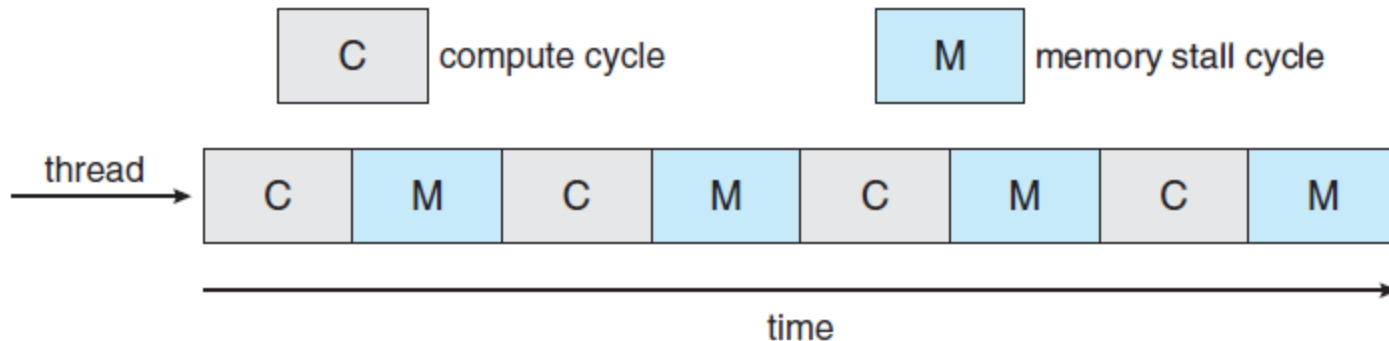 C compute cycle M memory stall cycle
thread
C M C M C M C M
time